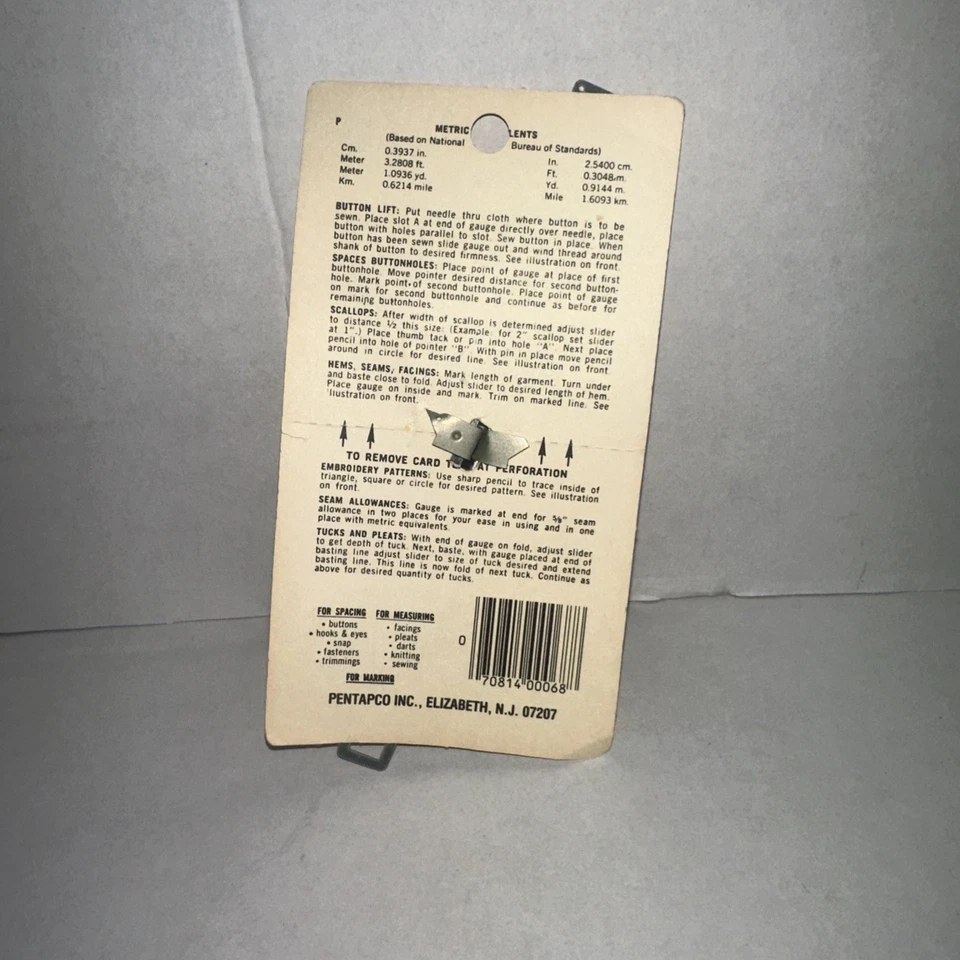 P
METRIC LENTS
(Based on National Bureau of Standards)
Cm. 0.3937 in. In. 2.5400 cm.
Meter 3.2808 ft. Ft. 0.3048 m.
Meter 1.0936 yd. Yd. 0.9144 m.
Km. 0.6214 mile Mile 1.6093 km.
BUTTON LIFT: Put needle thru cloth where button is to be
sewn. Place slot A at end of gauge directly over needle, place
button with holes parallel to slot. Sew button in place. When
button has been sewn slide gauge out and wind thread around
shank of button to desired firmness. See illustration on front.
SPACES BUTTONHOLES: Place point of gauge at place of first
buttonhole. Move pointer desired distance for second button-
hole. Mark point of second buttonhole. Place point of gauge
on mark for second buttonhole and continue as before for
remaining buttonholes.
SCALLOPS: After width of scallop is determined adjust slider
to distance ½ this size: (Example: for 2" scallop set slider
at 1".) Place thumb tack or pin into hole "A". Next place
pencil into hole of pointer "B". With pin in place move pencil
around in circle for desired line. See illustration on front.
HEMS, SEAMS, FACINGS: Mark length of garment. Turn under
and baste close to fold. Adjust slider to desired length of hem.
Place gauge on inside and mark. Trim on marked line. See
illustration on front.
TO REMOVE CARD AT PERFORATION
EMBROIDERY PATTERNS: Use sharp pencil to trace inside of
triangle, square or circle for desired pattern. See illustration
on front.
SEAM ALLOWANCES: Gauge is marked at end for ⅝" seam
allowance in two places for your ease in using and in one
place with metric equivalents.
TUCKS AND PLEATS: With end of gauge on fold, adjust slider
to get depth of tuck. Next, baste, with gauge placed at end of
basting line adjust slider to size of tuck desired and extend
basting line. This line is now fold of next tuck. Continue as
above for desired quantity of tucks.
FOR SPACING FOR MEASURING
• buttons • facings
• hooks & eyes • pleats
• snap • darts
• fasteners • knitting
• trimmings • sewing
FOR MARKING
0 70814 00068
PENTAPCO INC., ELIZABETH, N.J. 07207